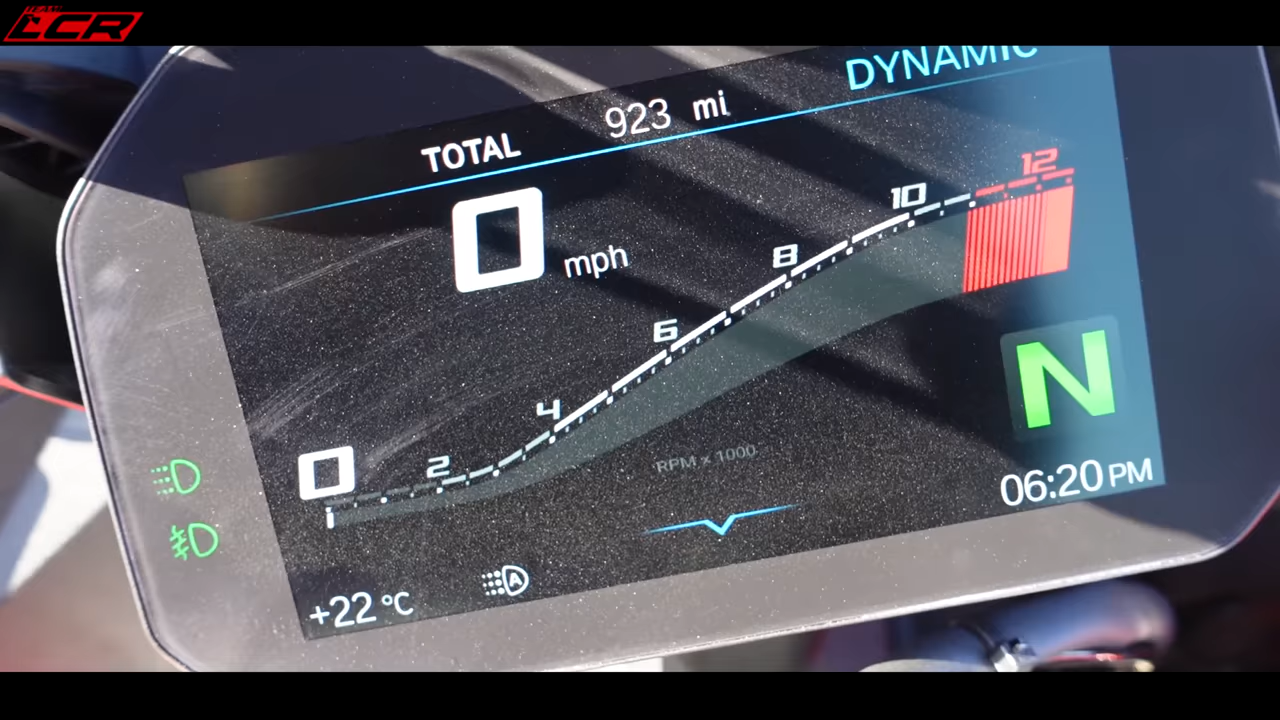 TEAM
LCR
DYNAMIC
TOTAL 923 mi
0 mph
0 2 4 6 8 10 12
N
RPM x 1000
06:20 PM
A
+22 °C